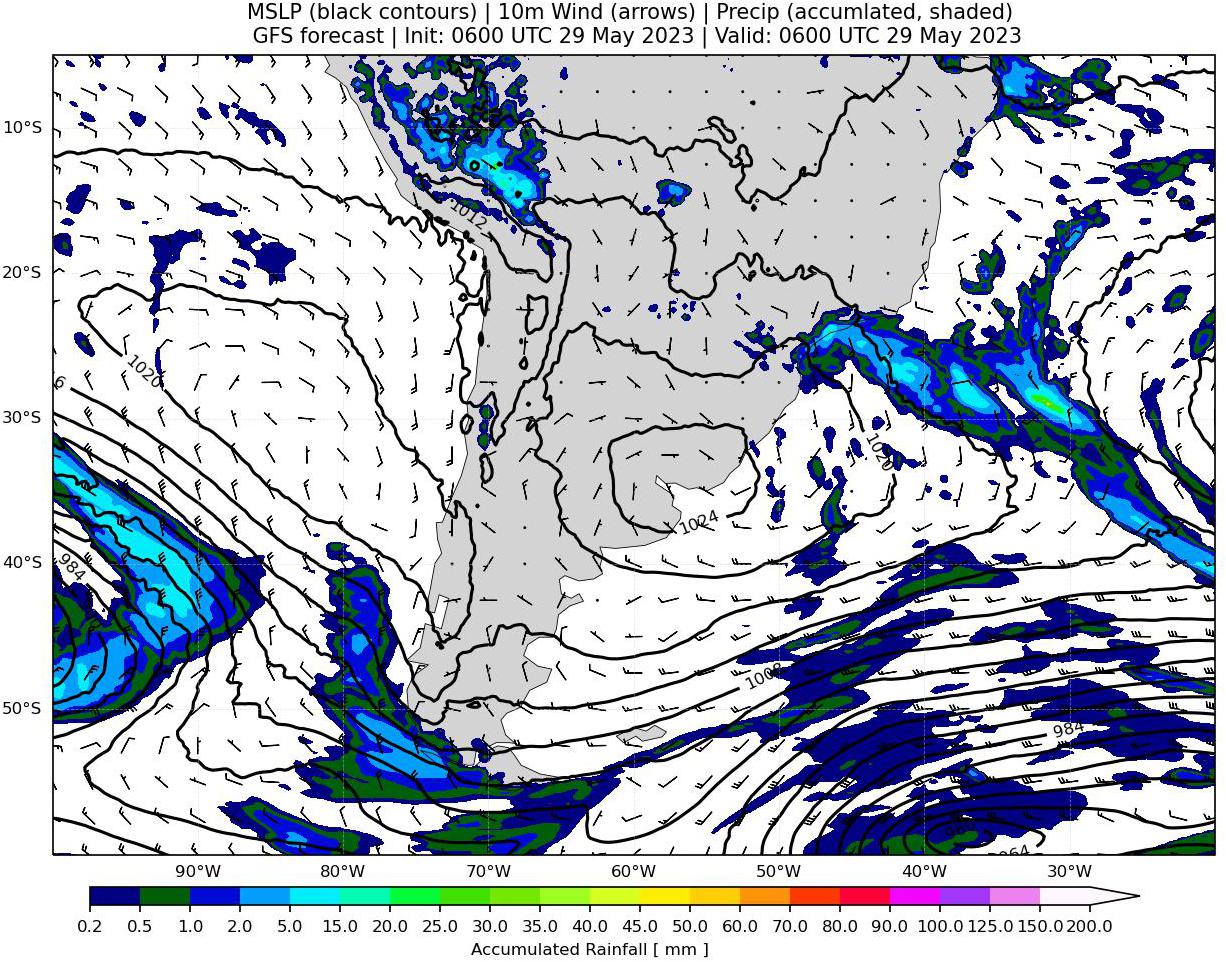 MSLP (black contours) | 10m Wind (arrows) | Precip (accumlated, shaded)
GFS forecast | Init: 0600 UTC 29 May 2023 | Valid: 0600 UTC 29 May 2023
10°S
1012
20°S
1020
6
30°S
1020
1024
40°S
984
1008
50°S
984
964
90°W 80°W 70°W 60°W 50°W 40°W 30°W
0.2 0.5 1.0 2.0 5.0 15.0 20.0 25.0 30.0 35.0 40.0 45.0 50.0 60.0 70.0 80.0 90.0 100.0 125.0 150.0 200.0
Accumulated Rainfall [ mm ]